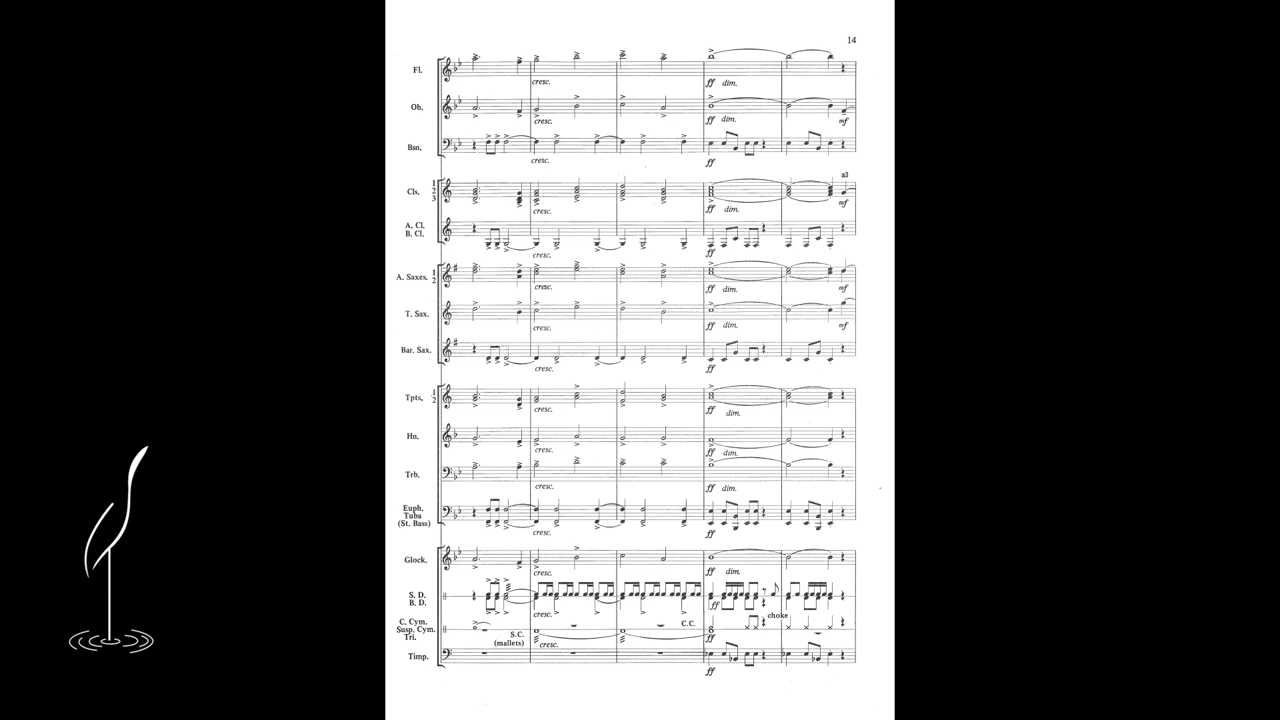 14
Fl.
cresc.
ff dim.
Ob.
cresc.
ff dim.
mf
Bsn.
cresc.
ff
a3
Cls. 1 2 3
cresc.
ff dim.
mf
A. Cl.
B. Cl.
cresc.
ff
A. Saxes. 1 2
cresc.
ff dim.
mf
T. Sax.
cresc.
ff dim.
mf
Bar. Sax.
cresc.
ff
Tpts. 1 2
cresc.
ff dim.
Hn.
cresc.
ff dim.
Trb.
cresc.
ff dim.
Euph.
Tuba
(St. Bass)
cresc.
ff
Glock.
cresc.
ff dim.
S. D.
B. D.
cresc.
ff
choke
C. Cym.
Susp. Cym.
Tri.
S.C.
(mallets)
cresc.
C.C.
ff
Timp.
ff